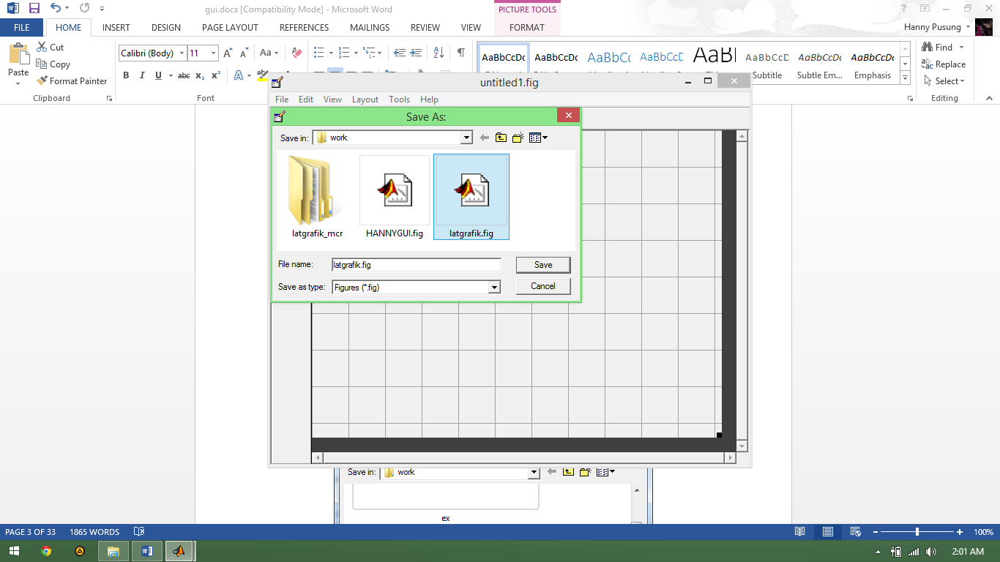 gui.docx [Compatibility Mode] - Microsoft Word
PICTURE TOOLS
FILE HOME INSERT DESIGN PAGE LAYOUT REFERENCES MAILINGS REVIEW VIEW FORMAT
Hanny Pusung
Paste
Cut
Copy
Format Painter
Clipboard
Calibri (Body) 11
Font
AaBbCcDc AaBbCcDc AaBbCc AaBbCcD AaB AaBbCcD AaBbCcDc AaBbCcDc
Subtitle Subtle Em... Emphasis
Find
Replace
Select
Editing
untitled1.fig
File Edit View Layout Tools Help
Save As:
Save in: work
latgrafik_mcr HANNYGUI.fig latgrafik.fig
File name: latgrafik.fig Save
Save as type: Figures (*.fig) Cancel
Save in: work
ex
PAGE 3 OF 33 1865 WORDS 100%
2:01 AM